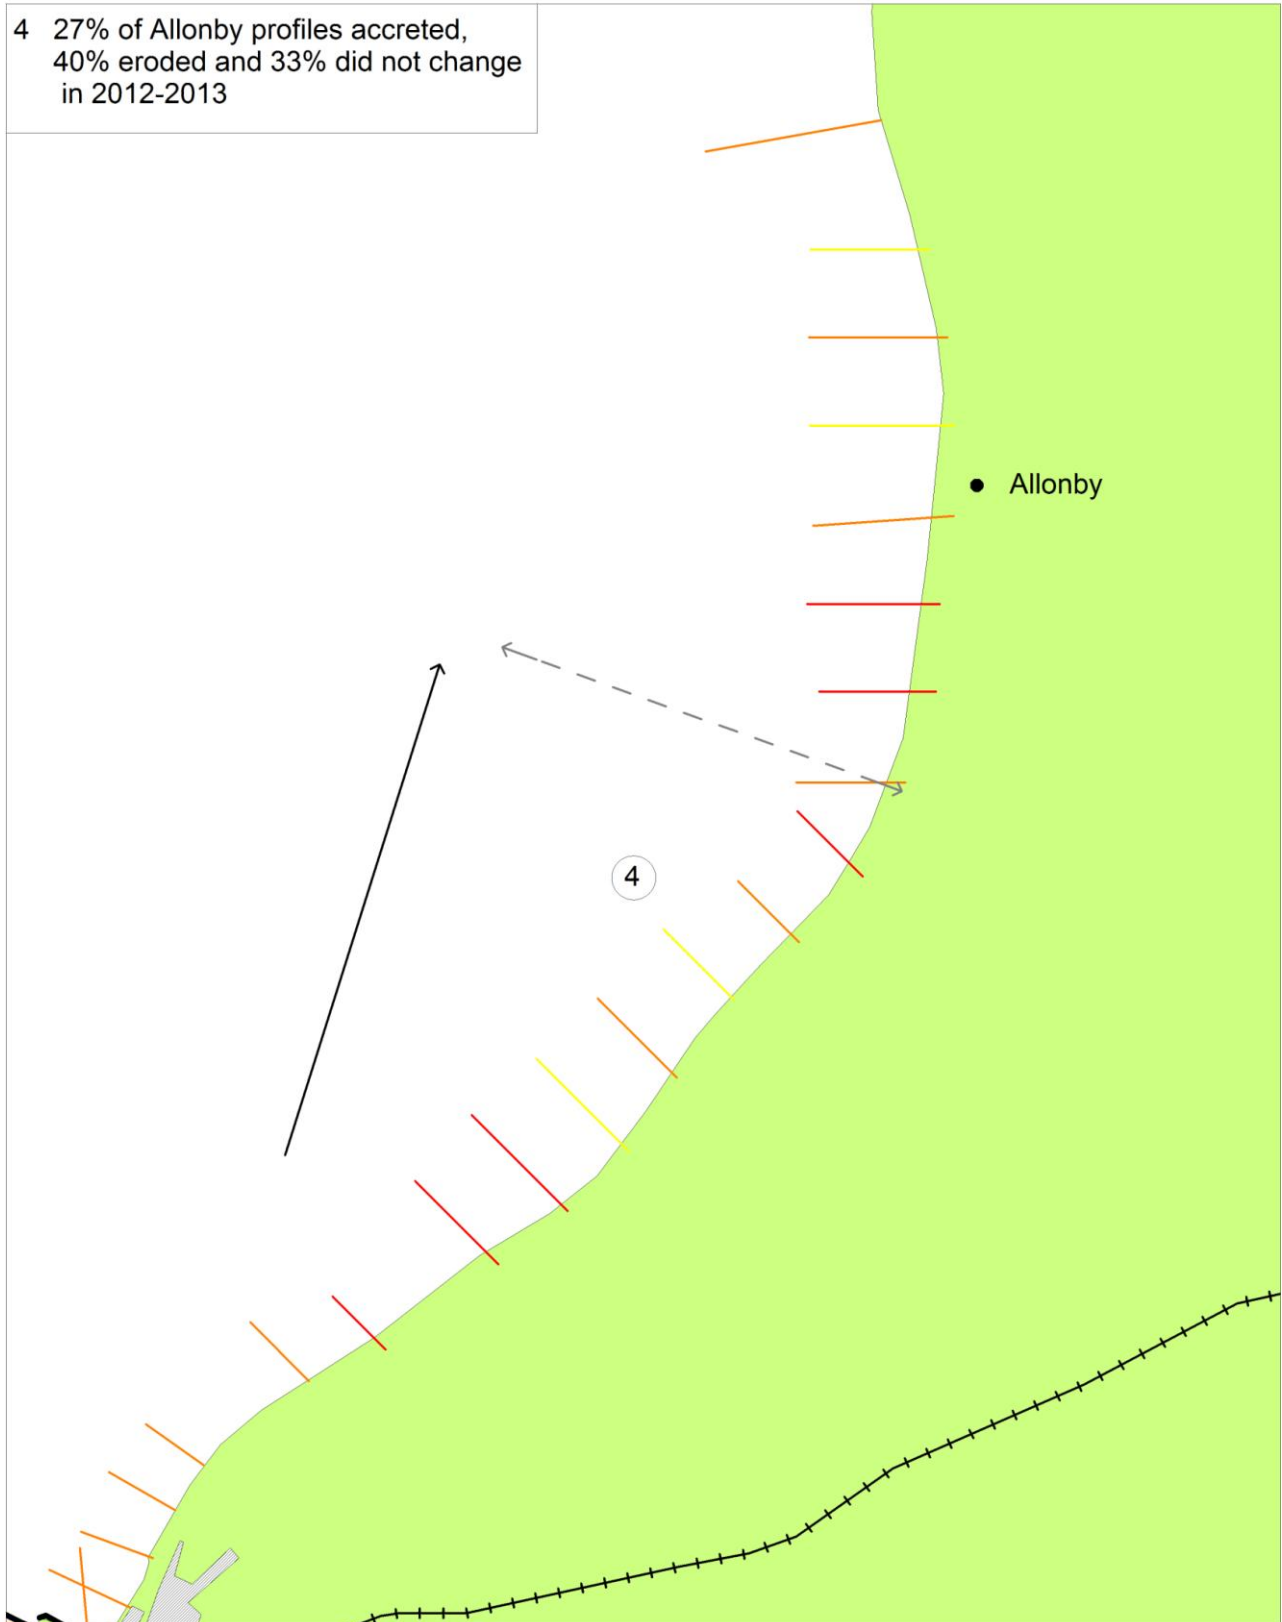 4 27% of Allonby profiles accreted,
40% eroded and 33% did not change
in 2012-2013
Allonby
4